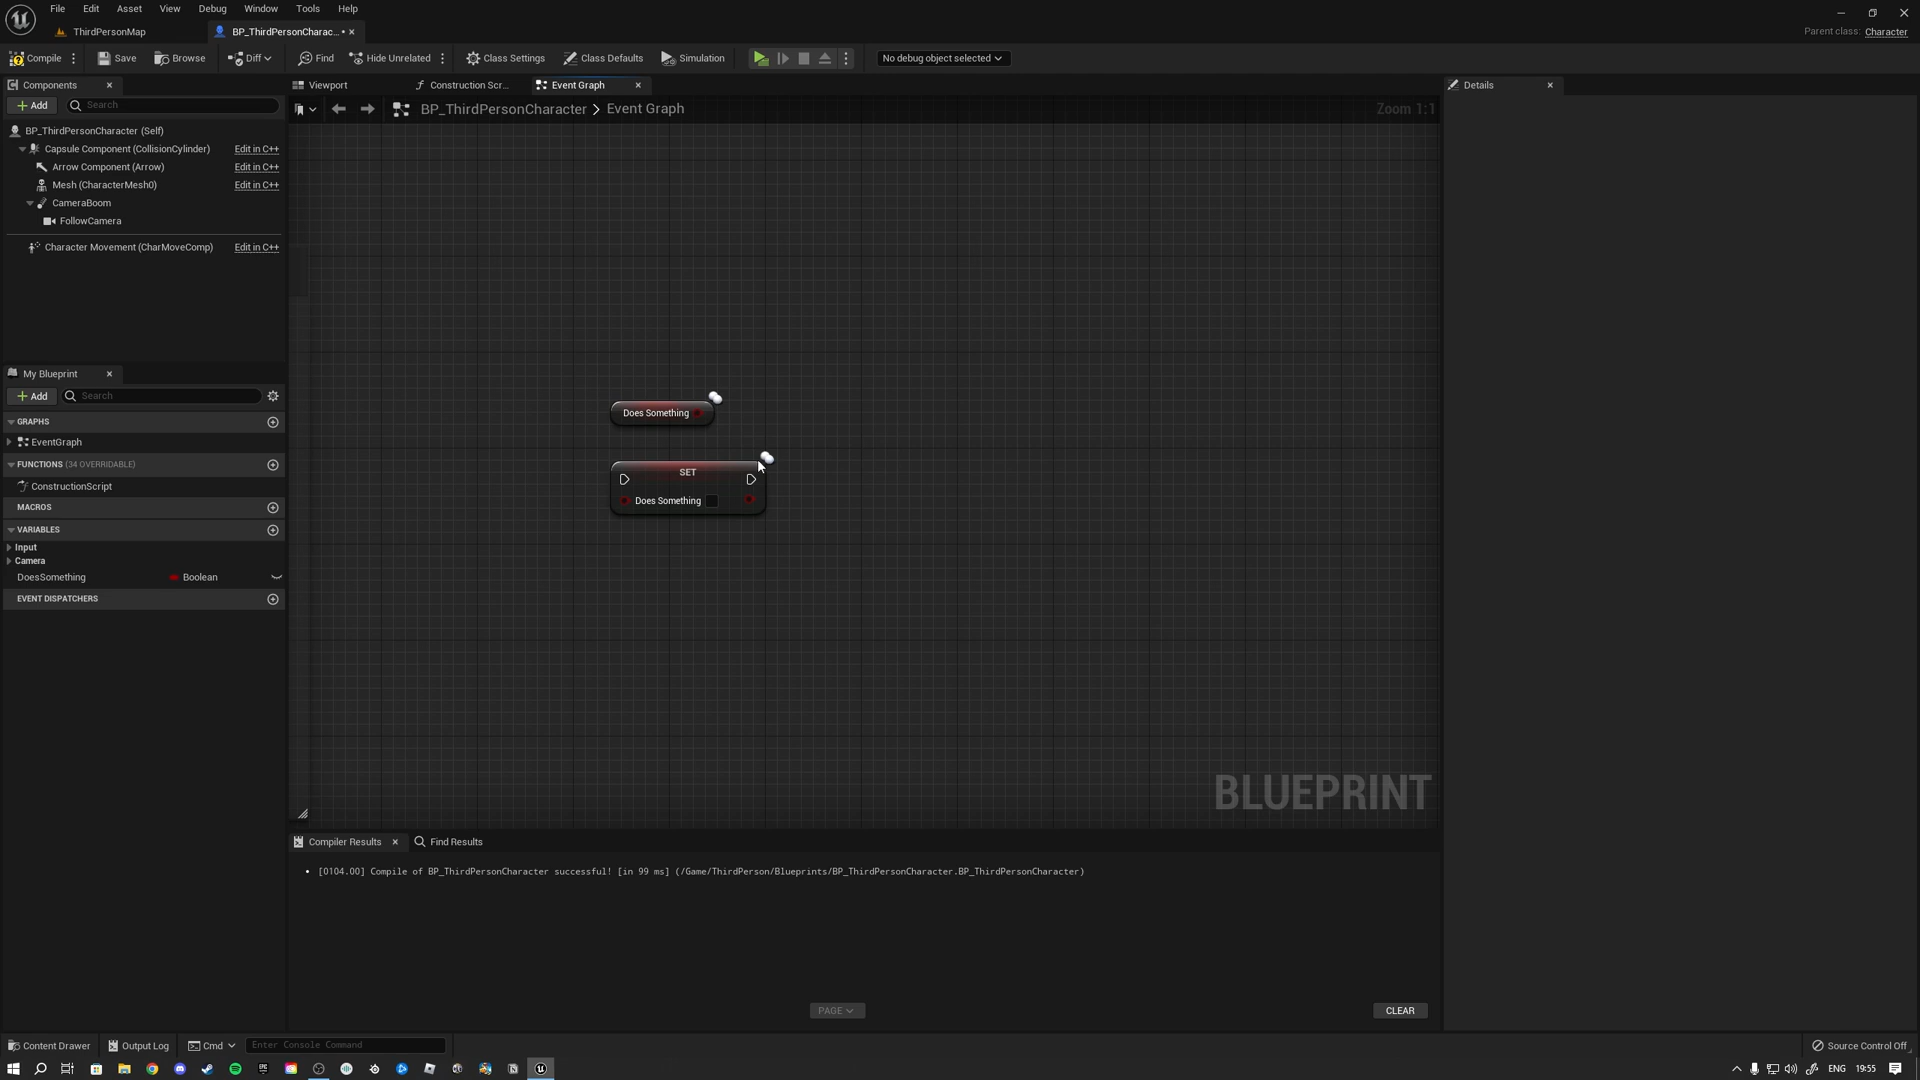 File Edit Asset View Debug Window Tools Help
ThirdPersonMap
BP_ThirdPersonCharac...
Parent class: Character
Compile Save Browse Diff Find Hide Unrelated Class Settings Class Defaults Simulation No debug object selected
Components
Add Search
BP_ThirdPersonCharacter (Self)
Capsule Component (CollisionCylinder) Edit in C++
Arrow Component (Arrow) Edit in C++
Mesh (CharacterMesh0) Edit in C++
CameraBoom
FollowCamera
Character Movement (CharMoveComp) Edit in C++
My Blueprint
Add Search
GRAPHS
EventGraph
FUNCTIONS (34 OVERRIDABLE)
ConstructionScript
MACROS
VARIABLES
Input
Camera
DoesSomething Boolean
EVENT DISPATCHERS
Viewport Construction Scr... Event Graph
BP_ThirdPersonCharacter > Event Graph Zoom 1:1
Does Something
SET
Does Something
BLUEPRINT
Details
Compiler Results Find Results
• [0104.00] Compile of BP_ThirdPersonCharacter successful! [in 99 ms] (/Game/ThirdPerson/Blueprints/BP_ThirdPersonCharacter.BP_ThirdPersonCharacter)
PAGE CLEAR
Content Drawer Output Log Cmd Enter Console Command Source Control Off
ENG 19:55